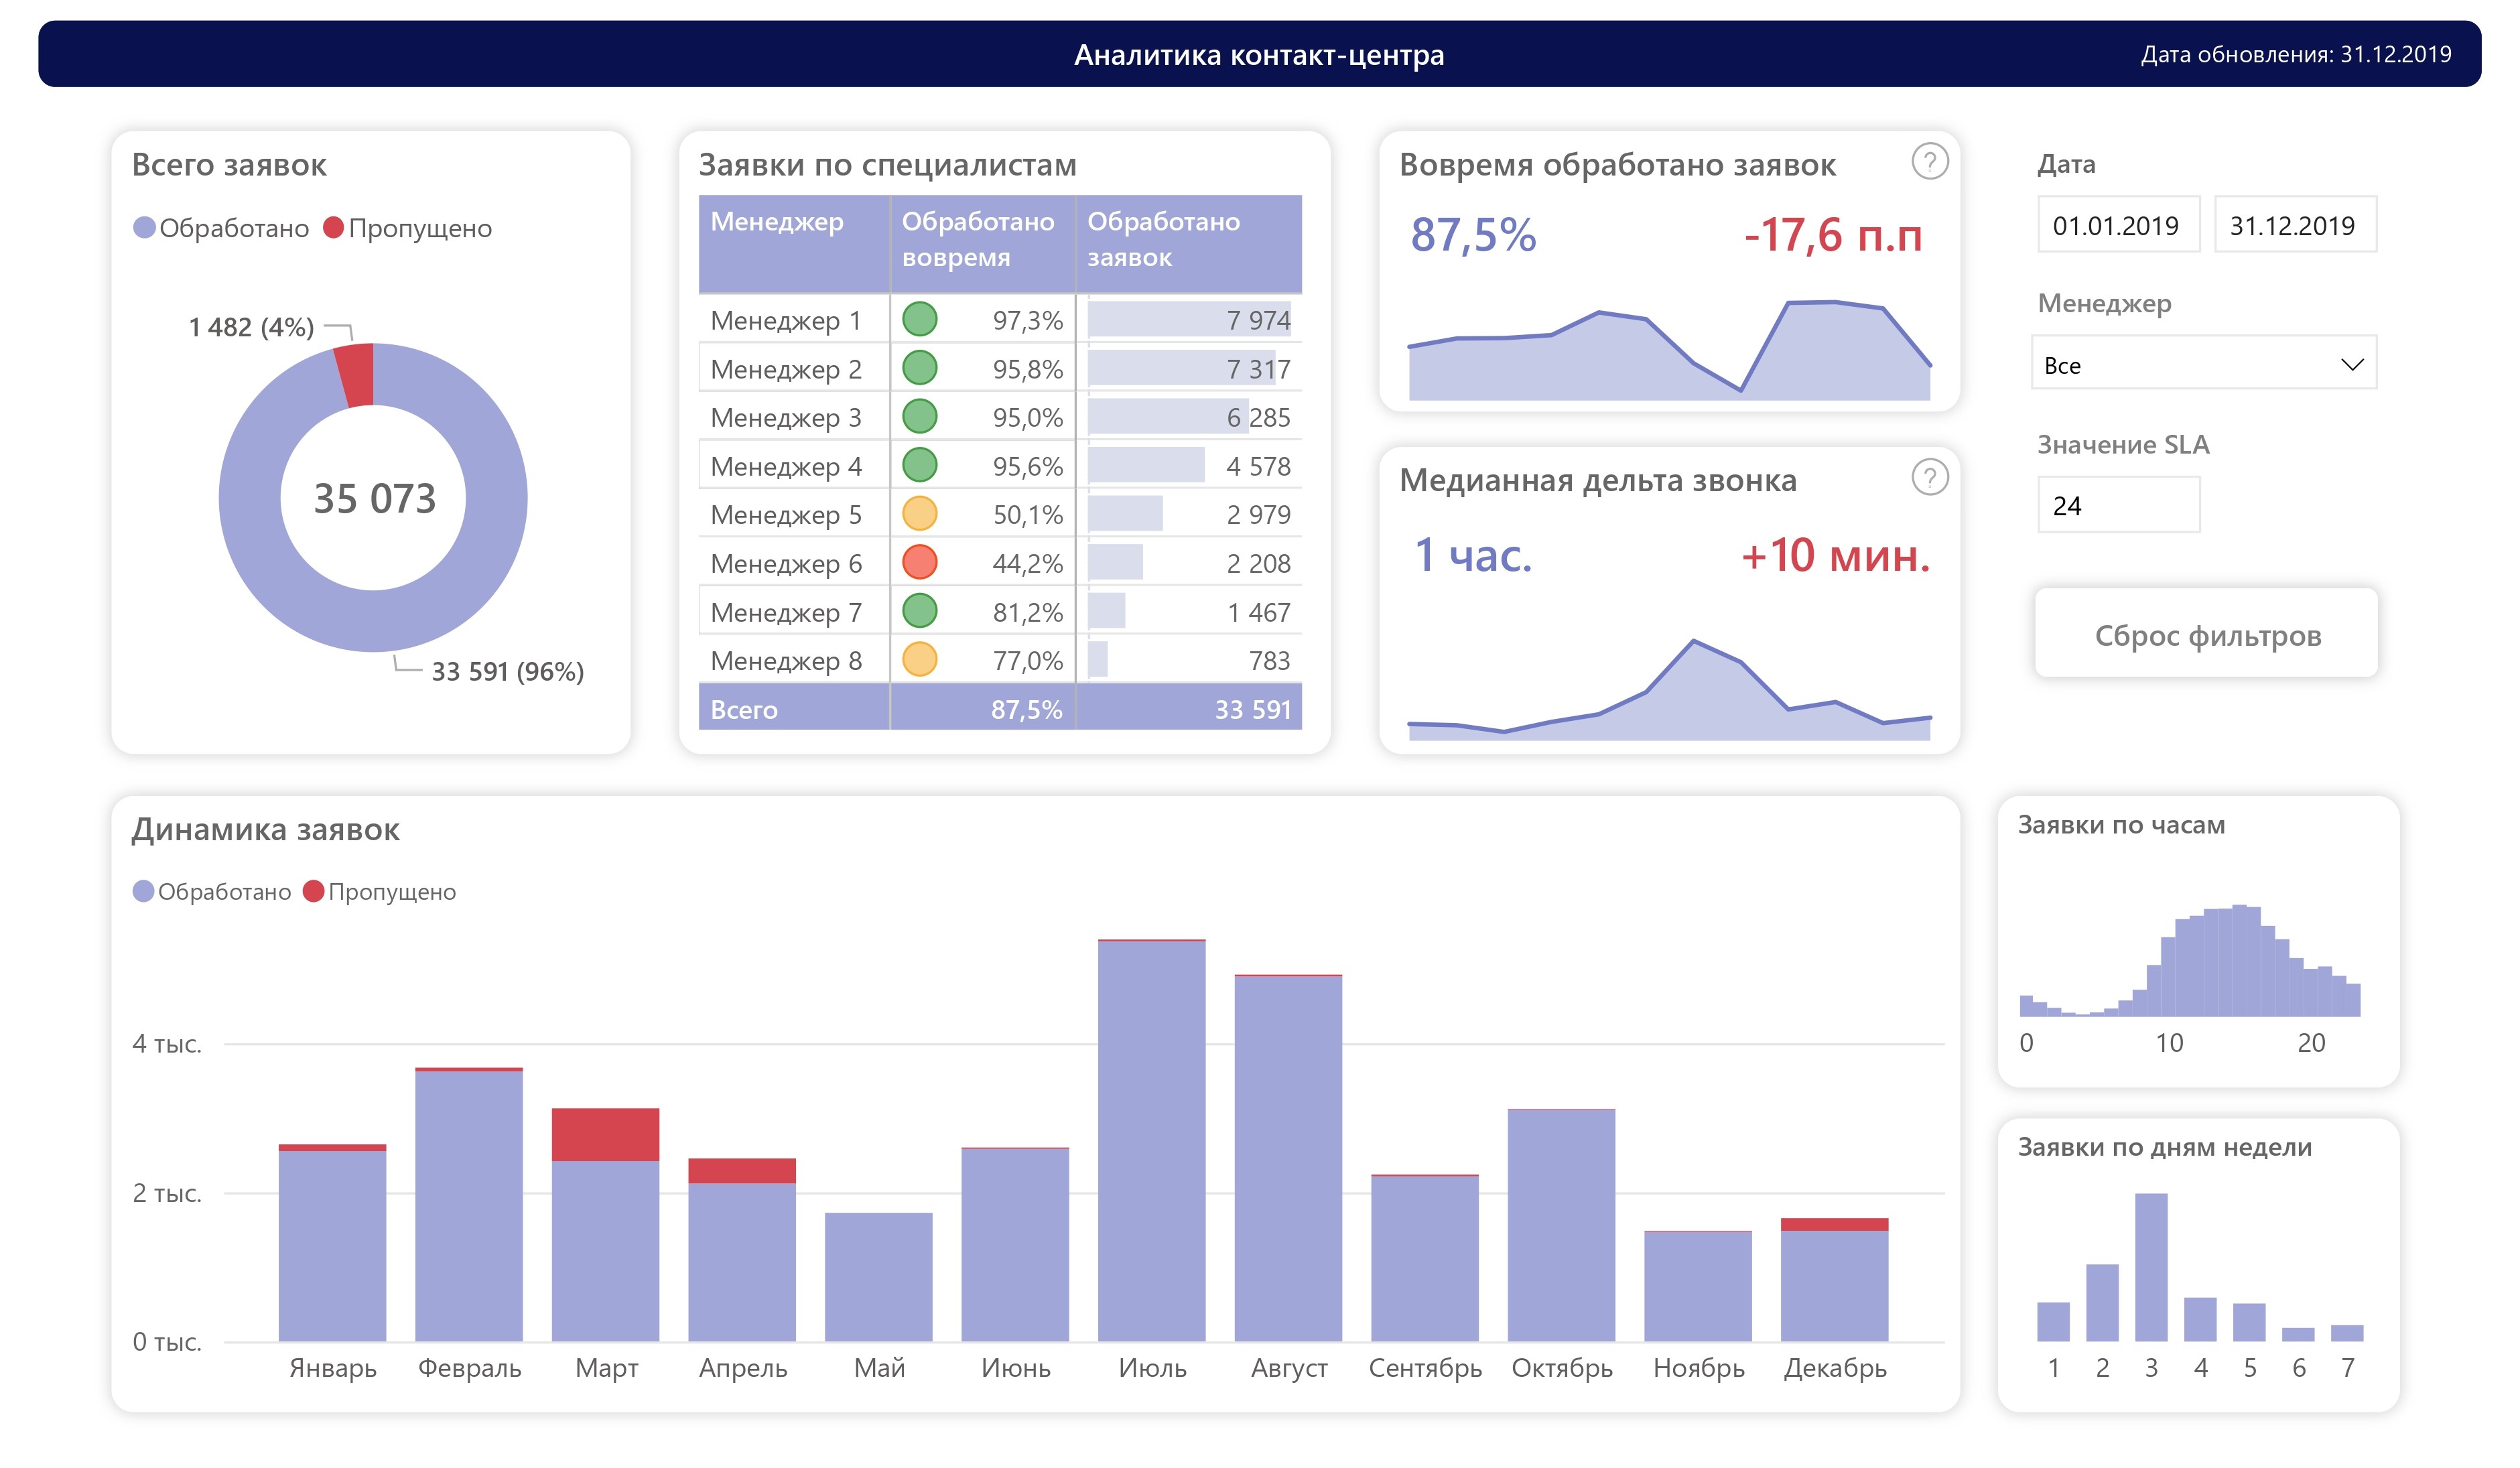 Аналитика контакт-центра
Дата обновления: 31.12.2019
Всего заявок
Обработано Пропущено
1 482 (4%)
35 073
33 591 (96%)
Заявки по специалистам
Менеджер Обработано вовремя Обработано заявок
Менеджер 1 97,3% 7 974
Менеджер 2 95,8% 7 317
Менеджер 3 95,0% 6 285
Менеджер 4 95,6% 4 578
Менеджер 5 50,1% 2 979
Менеджер 6 44,2% 2 208
Менеджер 7 81,2% 1 467
Менеджер 8 77,0% 783
Всего 87,5% 33 591
Вовремя обработано заявок ?
87,5% -17,6 п.п
Медианная дельта звонка ?
1 час. +10 мин.
Дата
01.01.2019 31.12.2019
Менеджер
Все
Значение SLA
24
Сброс фильтров
Динамика заявок
Обработано Пропущено
4 тыс.
2 тыс.
0 тыс.
Январь Февраль Март Апрель Май Июнь Июль Август Сентябрь Октябрь Ноябрь Декабрь
Заявки по часам
0 10 20
Заявки по дням недели
1 2 3 4 5 6 7